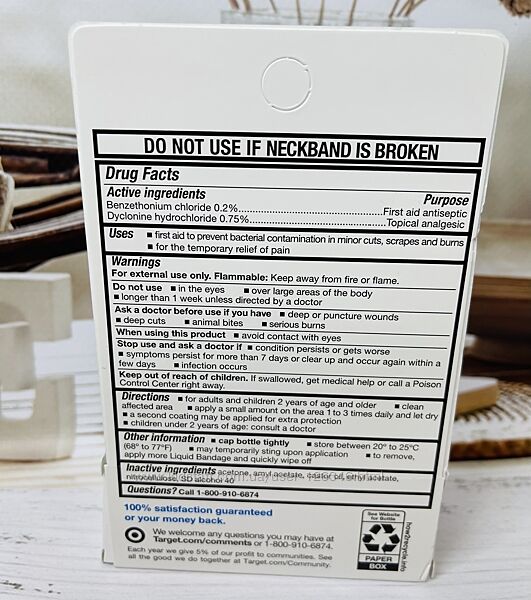 DO NOT USE IF NECKBAND IS BROKEN
Drug Facts
Active ingredients Purpose
Benzethonium chloride 0.2%.......................................First aid antiseptic
Dyclonine hydrochloride 0.75%.....................................Topical analgesic
Uses ■ first aid to prevent bacterial contamination in minor cuts, scrapes and burns
■ for the temporary relief of pain
Warnings
For external use only. Flammable: Keep away from fire or flame.
Do not use ■ in the eyes ■ over large areas of the body
■ longer than 1 week unless directed by a doctor
Ask a doctor before use if you have ■ deep or puncture wounds
■ deep cuts ■ animal bites ■ serious burns
When using this product ■ avoid contact with eyes
Stop use and ask a doctor if ■ condition persists or gets worse
■ symptoms persist for more than 7 days or clear up and occur again within a
few days ■ infection occurs
Keep out of reach of children. If swallowed, get medical help or call a Poison
Control Center right away.
Directions ■ for adults and children 2 years of age and older ■ clean
affected area ■ apply a small amount on the area 1 to 3 times daily and let dry
■ a second coating may be applied for extra protection
■ children under 2 years of age: consult a doctor
Other information ■ cap bottle tightly ■ store between 20º to 25ºC
(68º to 77ºF) ■ may temporarily sting upon application ■ to remove,
apply more Liquid Bandage and quickly wipe off
Inactive ingredients acetone, amyl acetate, castor oil, ethyl acetate,
nitrocellulose, SD alcohol 40
Questions? Call 1-800-910-6874
100% satisfaction guaranteed
or your money back.
We welcome any questions you may have at
Target.com/comments or 1-800-910-6874.
Each year we give 5% of our profit to communities. See
all the good we do together at Target.com/Community.
See Website
for Bottle
PAPER
BOX
how2recycle.info